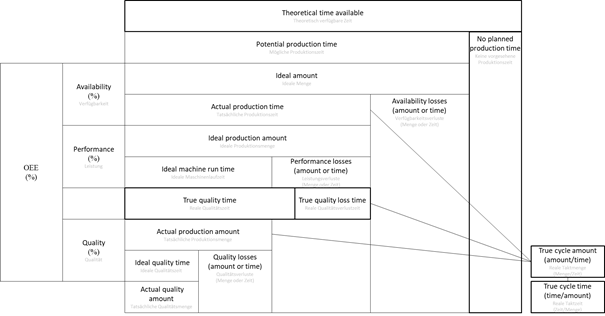 Theoretical time available
Theoretisch verfügbare Zeit
Potential production time
Mögliche Produktionszeit
No planned
production time
Keine vorgesehene
Produktionszeit
Ideal amount
Ideale Menge
Availability
(%)
Verfügbarkeit
Actual production time
Tatsächliche Produktionszeit
Availability losses
(amount or time)
Verfügbarkeitsverluste
(Menge oder Zeit)
Ideal production amount
Ideale Produktionsmenge
Performance
(%)
Leistung
OEE
(%)
Ideal machine run time
Ideale Maschinenlaufzeit
Performance losses
(amount or time)
Leistungsverluste
(Menge oder Zeit)
True quality time
Reale Qualitätszeit
True quality loss time
Reale Qualitätsverlustzeit
Actual production amount
Tatsächliche Produktionsmenge
Quality
(%)
Qualität
Ideal quality time
Ideale Qualitätszeit
Quality losses
(amount or time)
Qualitätsverluste
(Menge oder Zeit)
Actual quality
amount
Tatsächliche Qualitätsmenge
True cycle amount
(amount/time)
Reale Taktmenge
(Menge/Zeit)
True cycle time
(time/amount)
Reale Taktzeit
(Zeit/Menge)